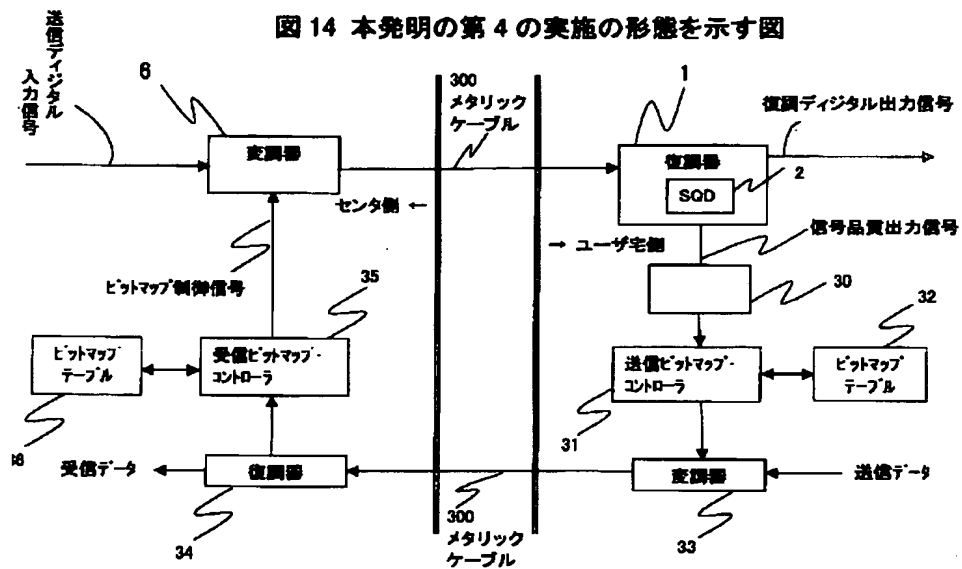 図14 本発明の第4の実施の形態を示す図
送信ディジタル
入力信号
6
変調器
300
メタリック
ケーブル
1
復調器
SQD
2
復調ディジタル出力信号
センタ側 ←
→ ユーザ宅側
信号品質出力信号
ビットマップ制御信号
30
35
32
ビットマップ
テーブル
受信ビットマップ・
コントローラ
送信ビットマップ・
コントローラ
ビットマップ
テーブル
36
31
受信データ
復調器
変調器
送信データ
34
300
メタリック
ケーブル
33